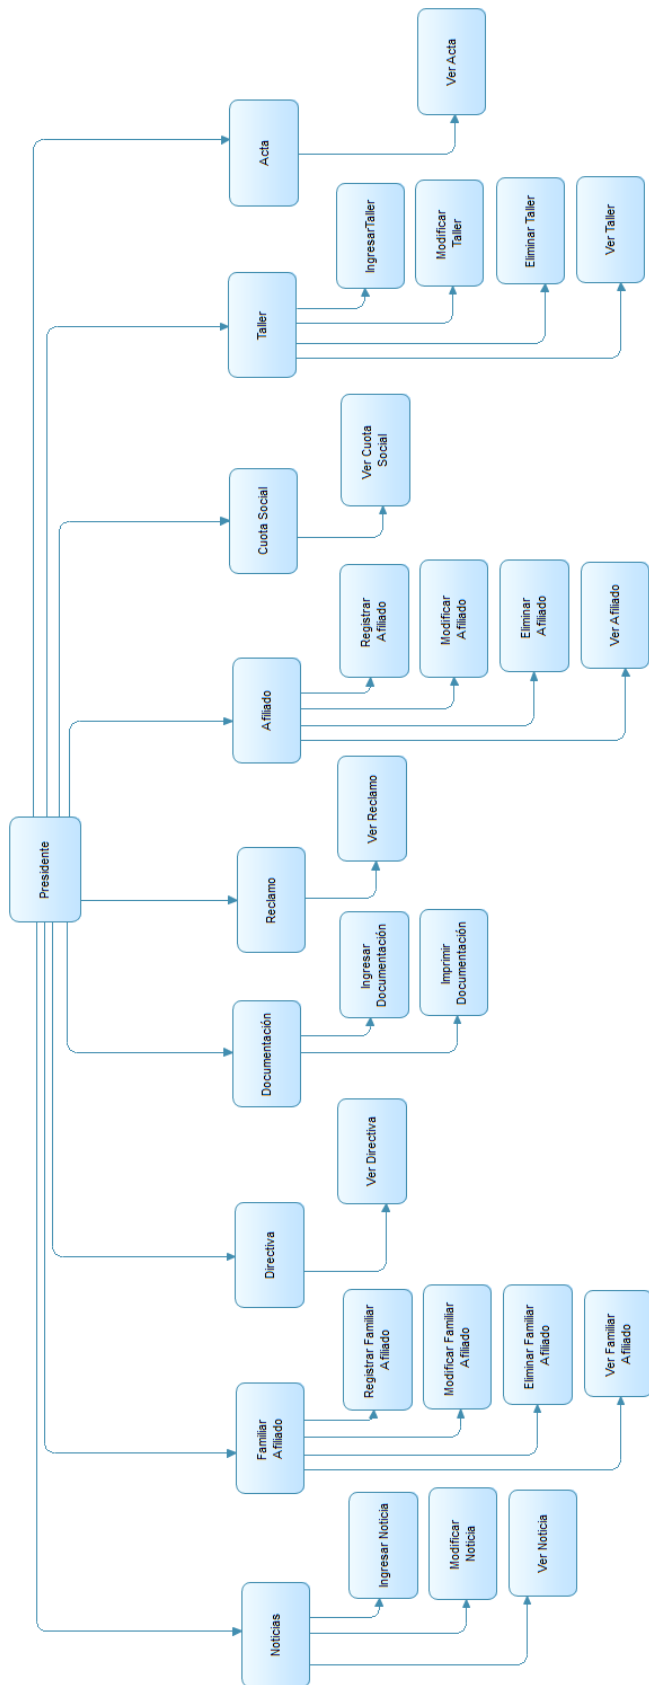 Presidente
Noticias
Ingresar Noticia
Modificar
Noticia
Ver Noticia
Familiar
Afiliado
Registrar Familiar
Afiliado
Modificar Familiar
Afiliado
Eliminar Familiar
Afiliado
Ver Familiar
Afiliado
Directiva
Ver Directiva
Documentación
Ingresar
Documentación
Imprimir
Documentación
Reclamo
Ver Reclamo
Afiliado
Registrar
Afiliado
Modificar
Afiliado
Eliminar
Afiliado
Ver Afiliado
Cuota Social
Ver Cuota
Social
Taller
IngresarTaller
Modificar
Taller
Eliminar Taller
Ver Taller
Acta
Ver Acta